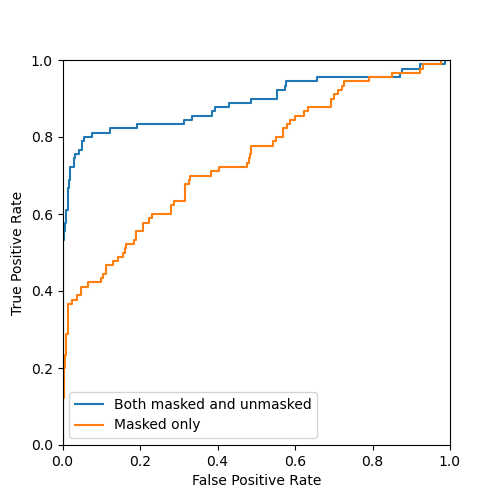 1.0
0.8
0.6
0.4
0.2
0.0
True Positive Rate
Both masked and unmasked
Masked only
0.0 0.2 0.4 0.6 0.8 1.0
False Positive Rate